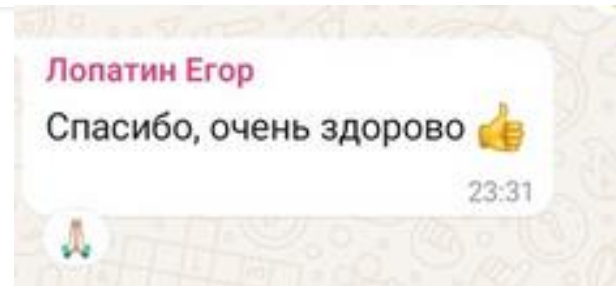 Лопатин Егор
Спасибо, очень здорово 👍
23:31
🙏🏻